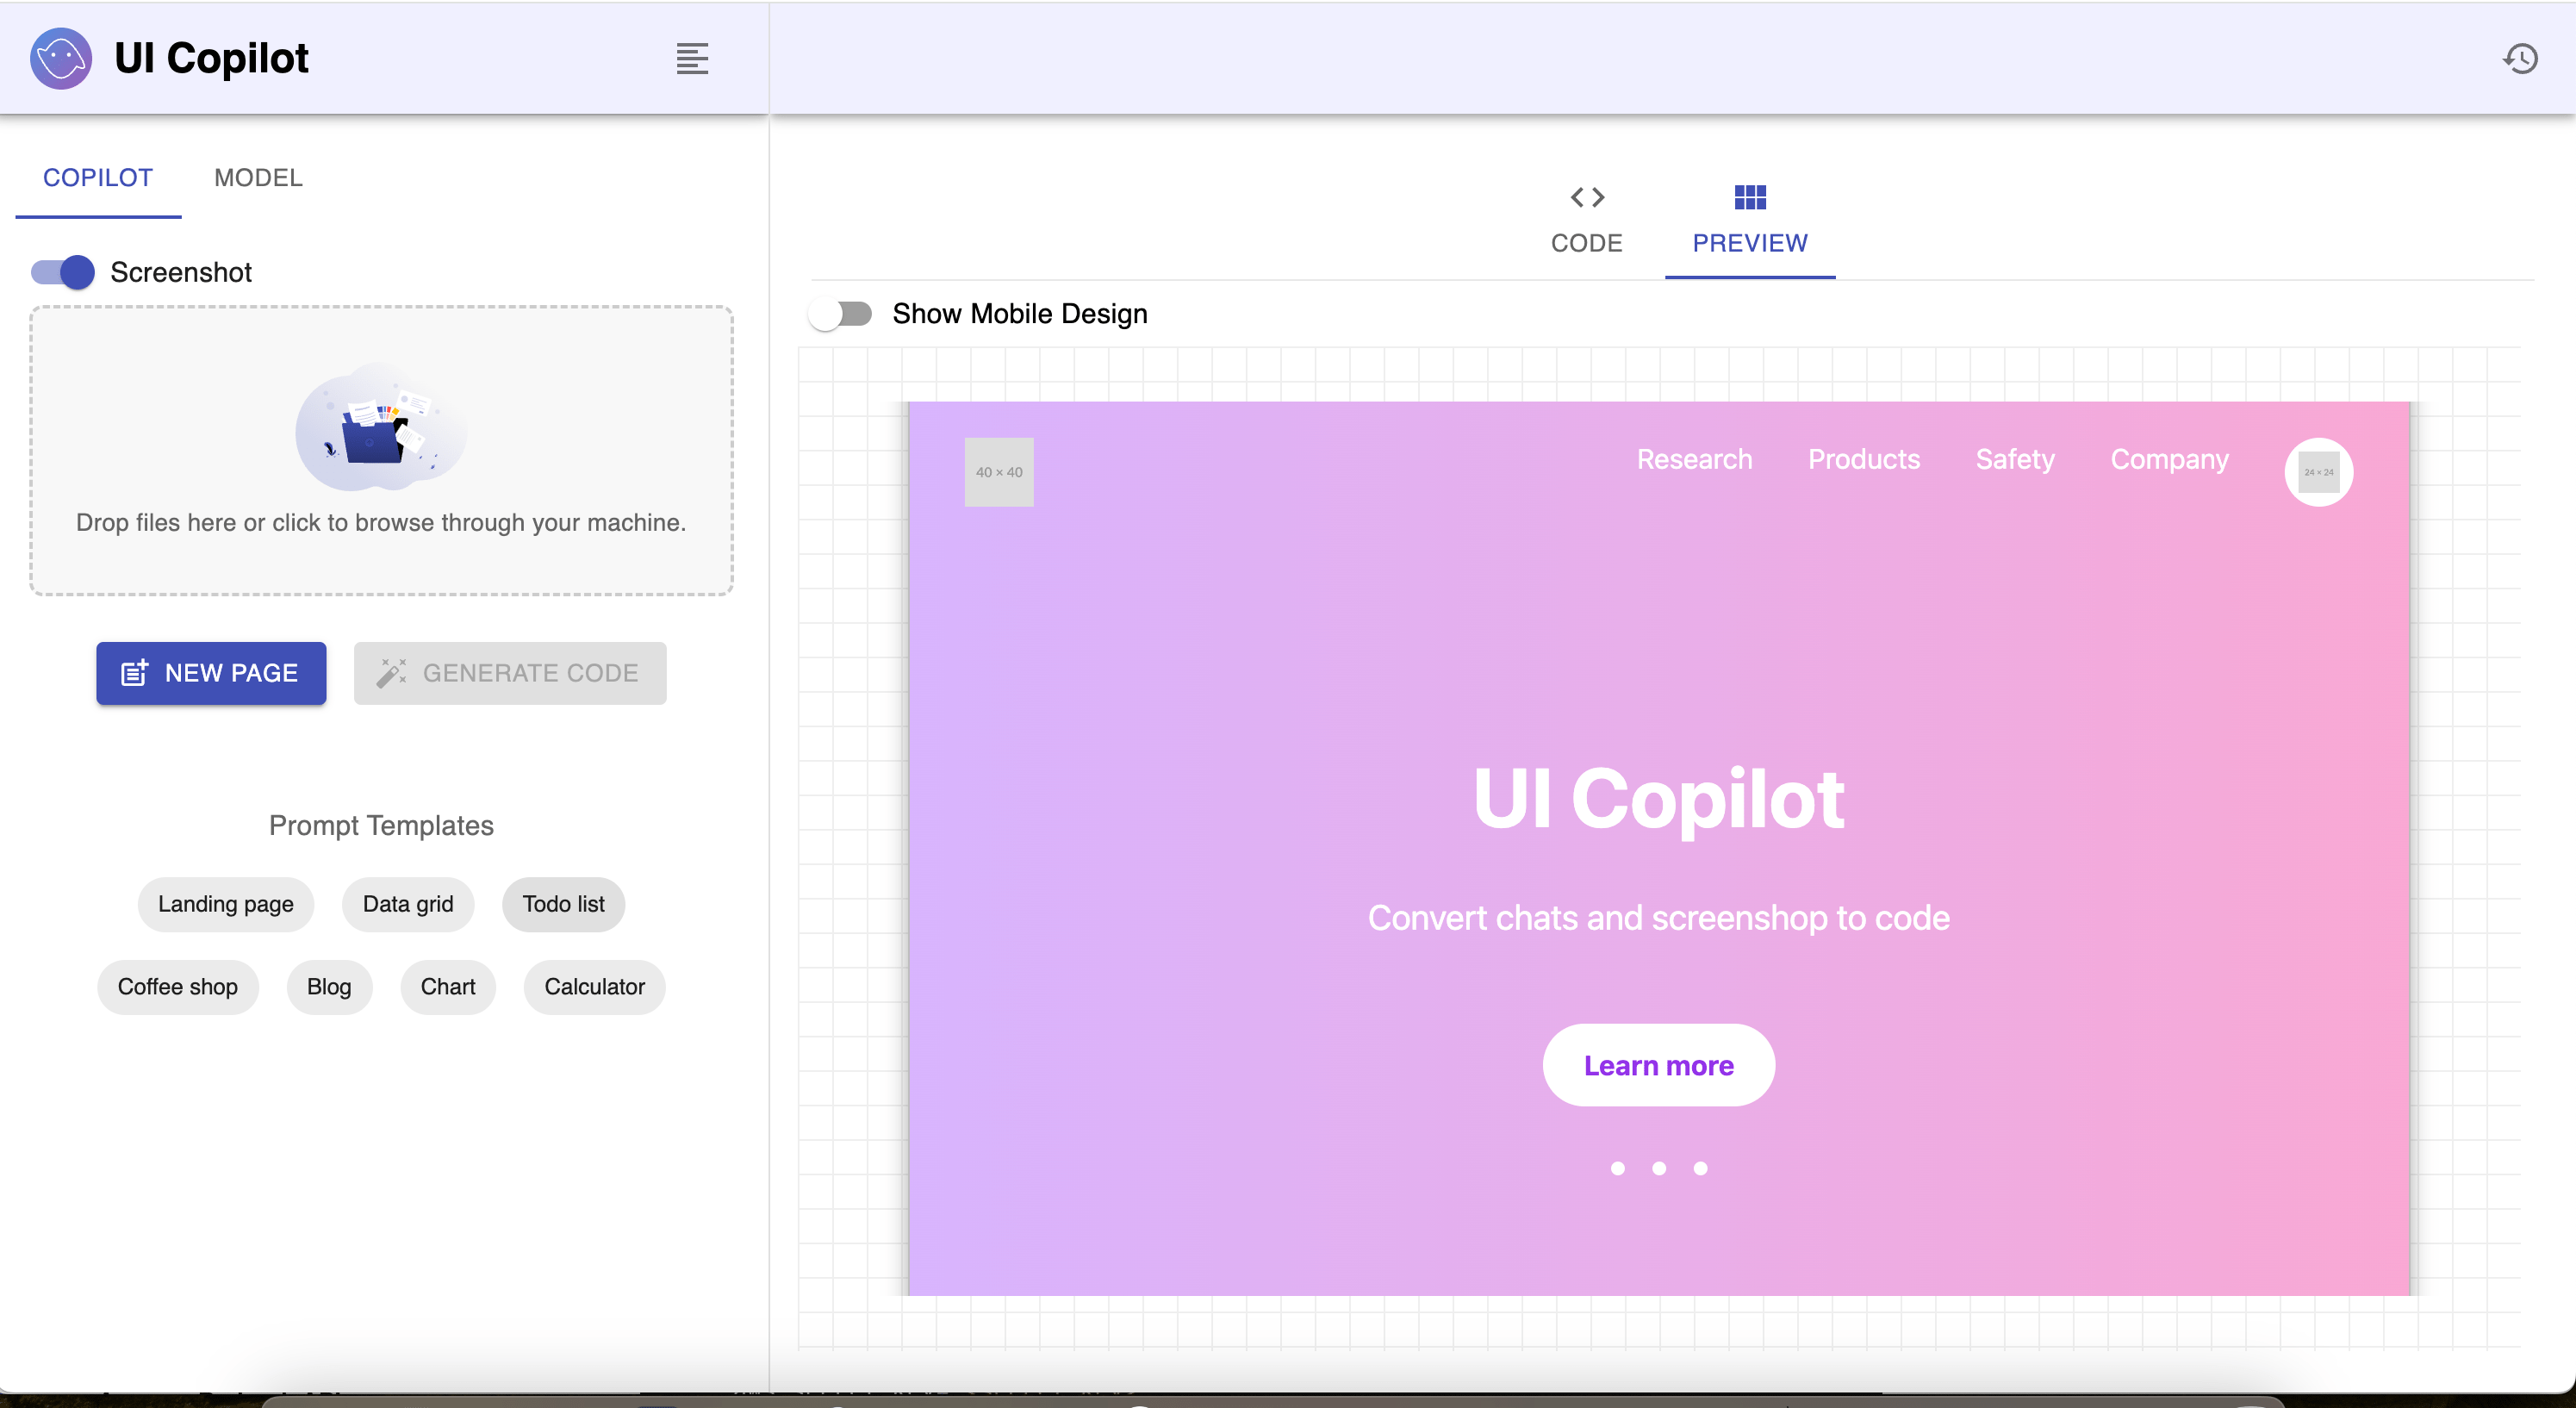 UI Copilot
COPILOT MODEL
Screenshot
Drop files here or click to browse through your machine.
NEW PAGE GENERATE CODE
Prompt Templates
Landing page Data grid Todo list
Coffee shop Blog Chart Calculator
CODE PREVIEW
Show Mobile Design
40 × 40 Research Products Safety Company 24 × 24
UI Copilot
Convert chats and screenshop to code
Learn more